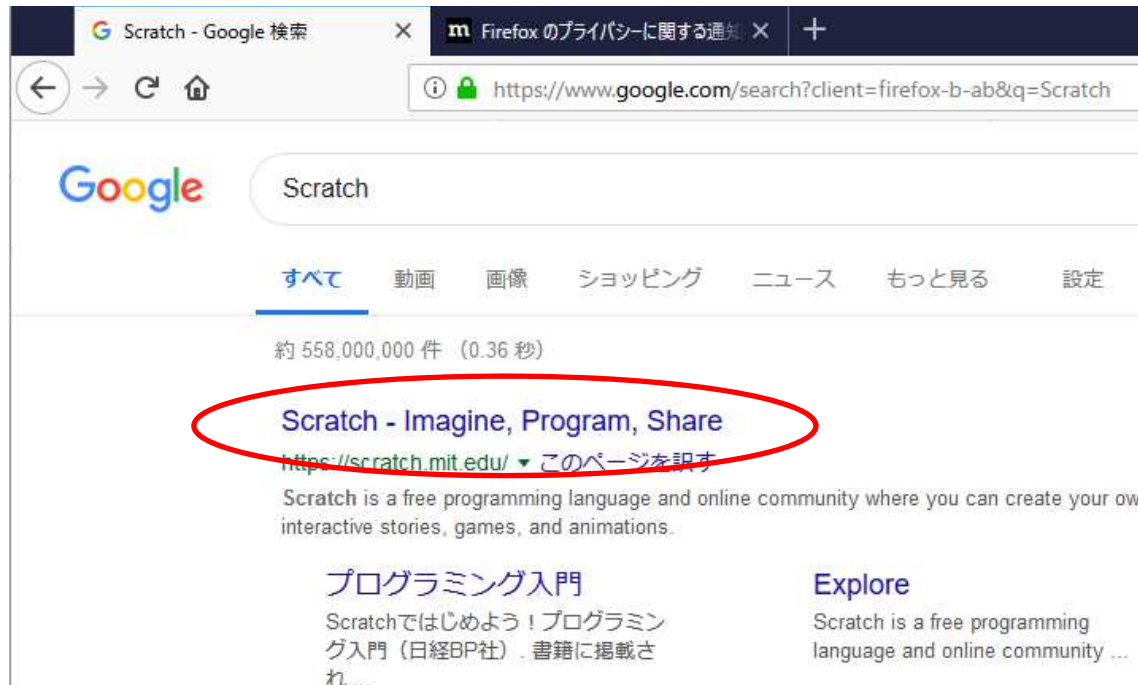 Scratch - Google 検索
Firefox のプライバシーに関する通知
https://www.google.com/search?client=firefox-b-ab&q=Scratch
Google
Scratch
すべて 動画 画像 ショッピング ニュース もっと見る 設定
約 558,000,000 件 (0.36 秒)
Scratch - Imagine, Program, Share
https://scratch.mit.edu/ ▼ このページを訳す
Scratch is a free programming language and online community where you can create your ow
interactive stories, games, and animations.
プログラミング入門
Scratchではじめよう！プログラミン
グ入門（日経BP社）. 書籍に掲載さ
れ ...
Explore
Scratch is a free programming
language and online community ...